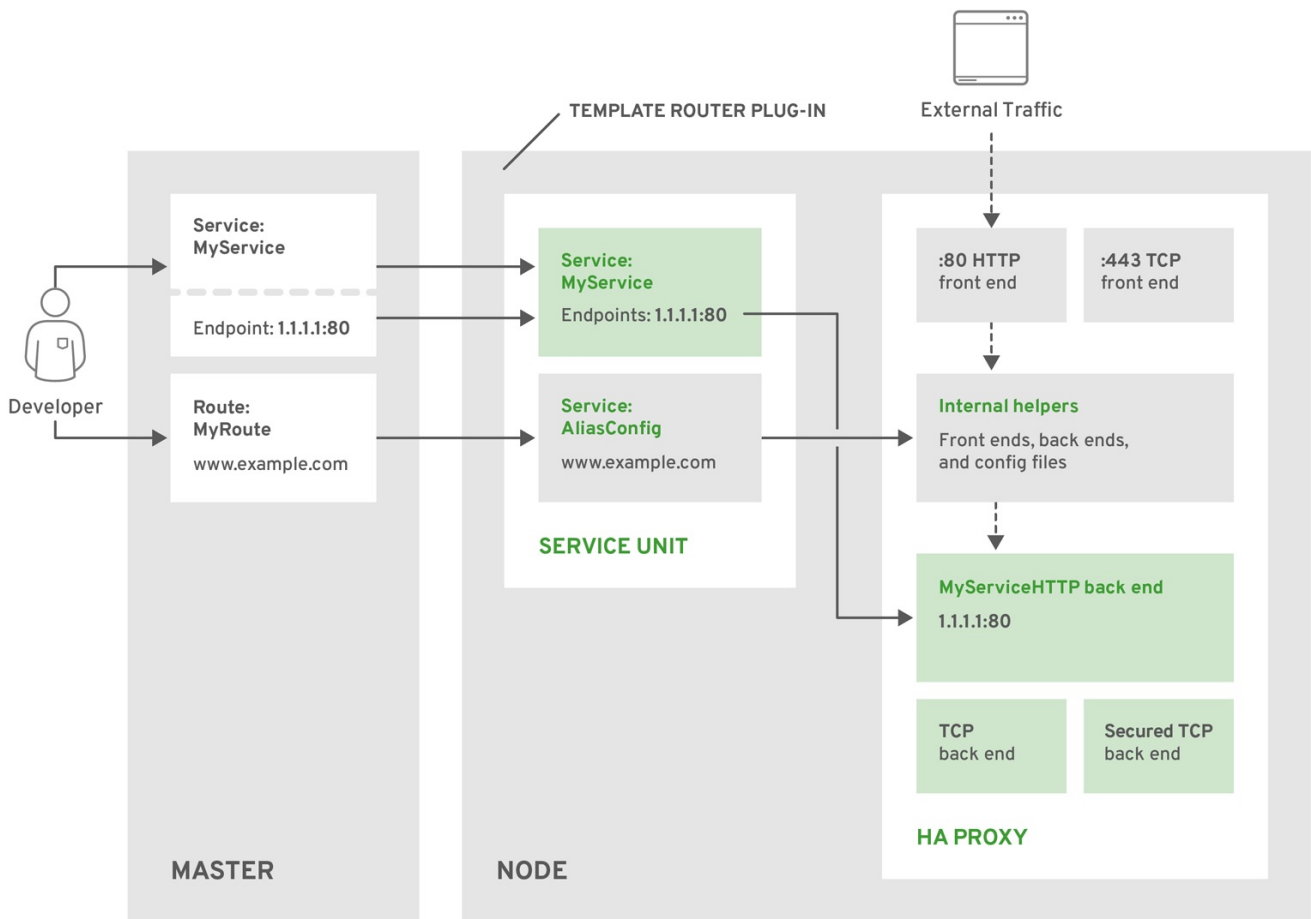 External Traffic
TEMPLATE ROUTER PLUG-IN
Developer
Service:
MyService
Endpoint: 1.1.1.1:80
Route:
MyRoute
www.example.com
MASTER
Service:
MyService
Endpoints: 1.1.1.1:80
Service:
AliasConfig
www.example.com
SERVICE UNIT
NODE
:80 HTTP
front end
:443 TCP
front end
Internal helpers
Front ends, back ends,
and config files
MyServiceHTTP back end
1.1.1.1:80
TCP
back end
Secured TCP
back end
HA PROXY